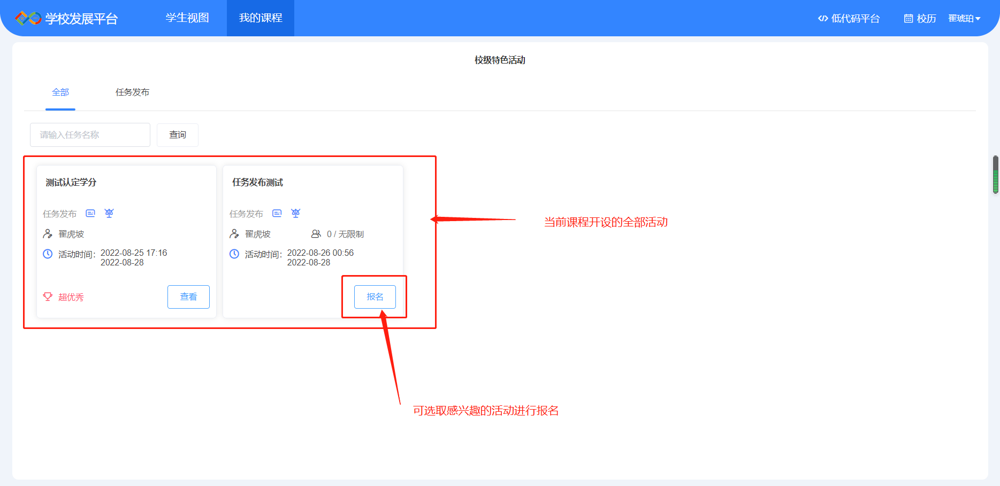 学校发展平台 学生视图 我的课程 低代码平台 校历 翟琥珀
校级特色活动
全部 任务发布
请输入任务名称 查询
测试认定学分
任务发布
翟虎坡
活动时间: 2022-08-25 17:16
2022-08-28
超优秀 查看
任务发布测试
任务发布
翟虎坡 0 / 无限制
活动时间: 2022-08-26 00:56
2022-08-28
报名
当前课程开设的全部活动
可选取感兴趣的活动进行报名